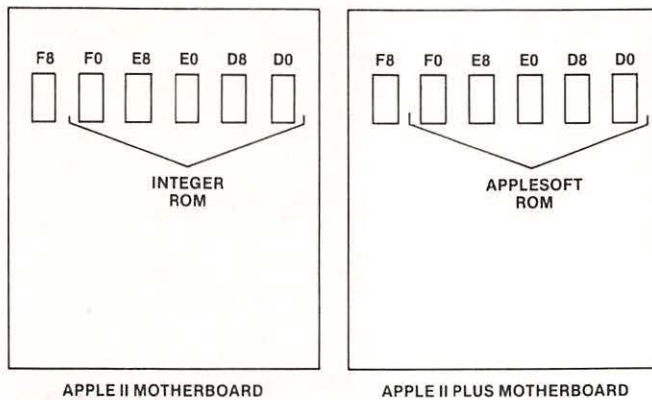 F8 F0 E8 E0 D8 D0
INTEGER
ROM
APPLE II MOTHERBOARD
F8 F0 E8 E0 D8 D0
APPLESOFT
ROM
APPLE II PLUS MOTHERBOARD